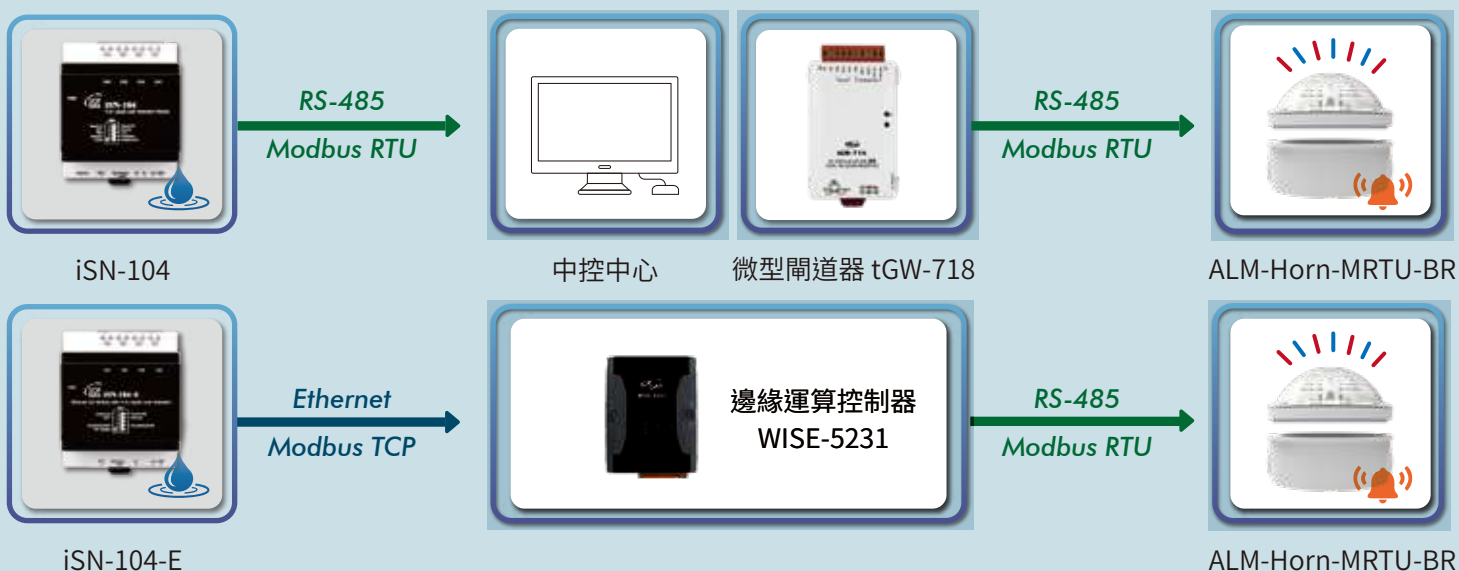 iSN-104
RS-485
Modbus RTU
RS-485
Modbus RTU
iSN-104
中控中心
微型閘道器 tGW-718
ALM-Horn-MRTU-BR
Ethernet
Modbus TCP
邊緣運算控制器
WISE-5231
RS-485
Modbus RTU
iSN-104-E
ALM-Horn-MRTU-BR